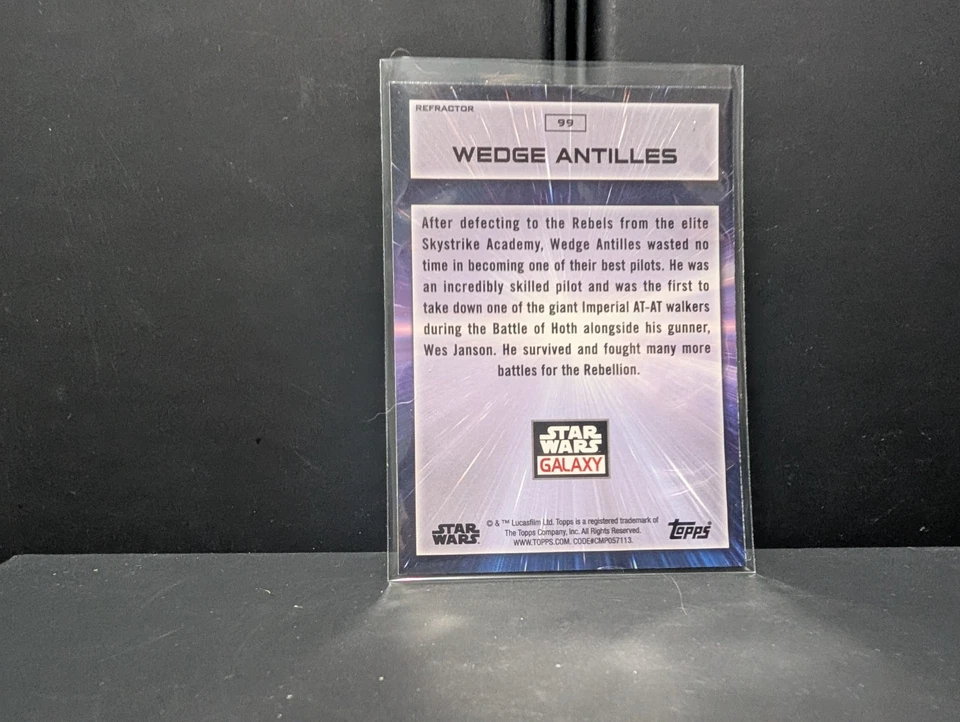 REFRACTOR
99
WEDGE ANTILLES
After defecting to the Rebels from the elite
Skystrike Academy, Wedge Antilles wasted no
time in becoming one of their best pilots. He was
an incredibly skilled pilot and was the first to
take down one of the giant Imperial AT-AT walkers
during the Battle of Hoth alongside his gunner,
Wes Janson. He survived and fought many more
battles for the Rebellion.
STAR
WARS
GALAXY
STAR
WARS
© & ™ Lucasfilm Ltd. Topps is a registered trademark of
The Topps Company, Inc. All Rights Reserved.
WWW.TOPPS.COM. CODE#CMP057113.
topps®